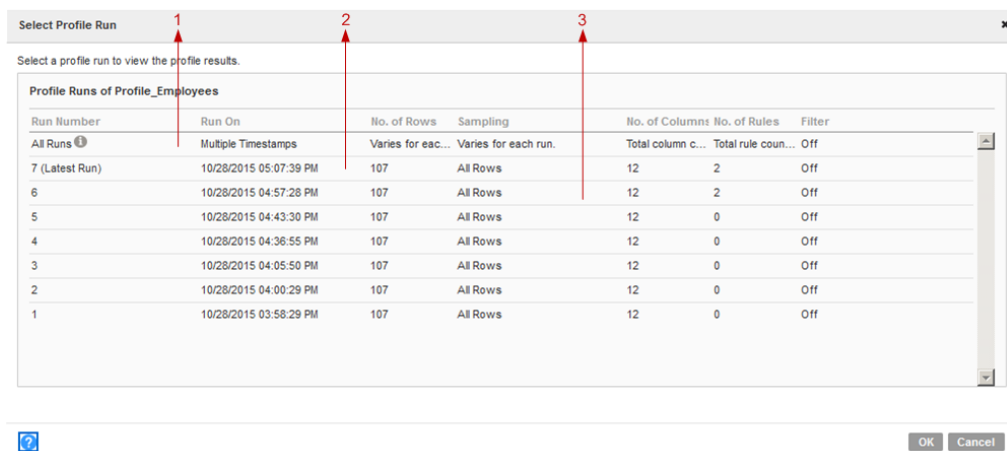 1 2 3
Select Profile Run
Select a profile run to view the profile results.
Profile Runs of Profile_Employees
Run Number Run On No. of Rows Sampling No. of Columns No. of Rules Filter
All Runs Multiple Timestamps Varies for eac... Varies for each run. Total column c... Total rule coun... Off
7 (Latest Run) 10/28/2015 05:07:39 PM 107 All Rows 12 2 Off
6 10/28/2015 04:57:28 PM 107 All Rows 12 2 Off
5 10/28/2015 04:43:30 PM 107 All Rows 12 0 Off
4 10/28/2015 04:36:55 PM 107 All Rows 12 0 Off
3 10/28/2015 04:05:50 PM 107 All Rows 12 0 Off
2 10/28/2015 04:00:29 PM 107 All Rows 12 0 Off
1 10/28/2015 03:58:29 PM 107 All Rows 12 0 Off
? OK Cancel